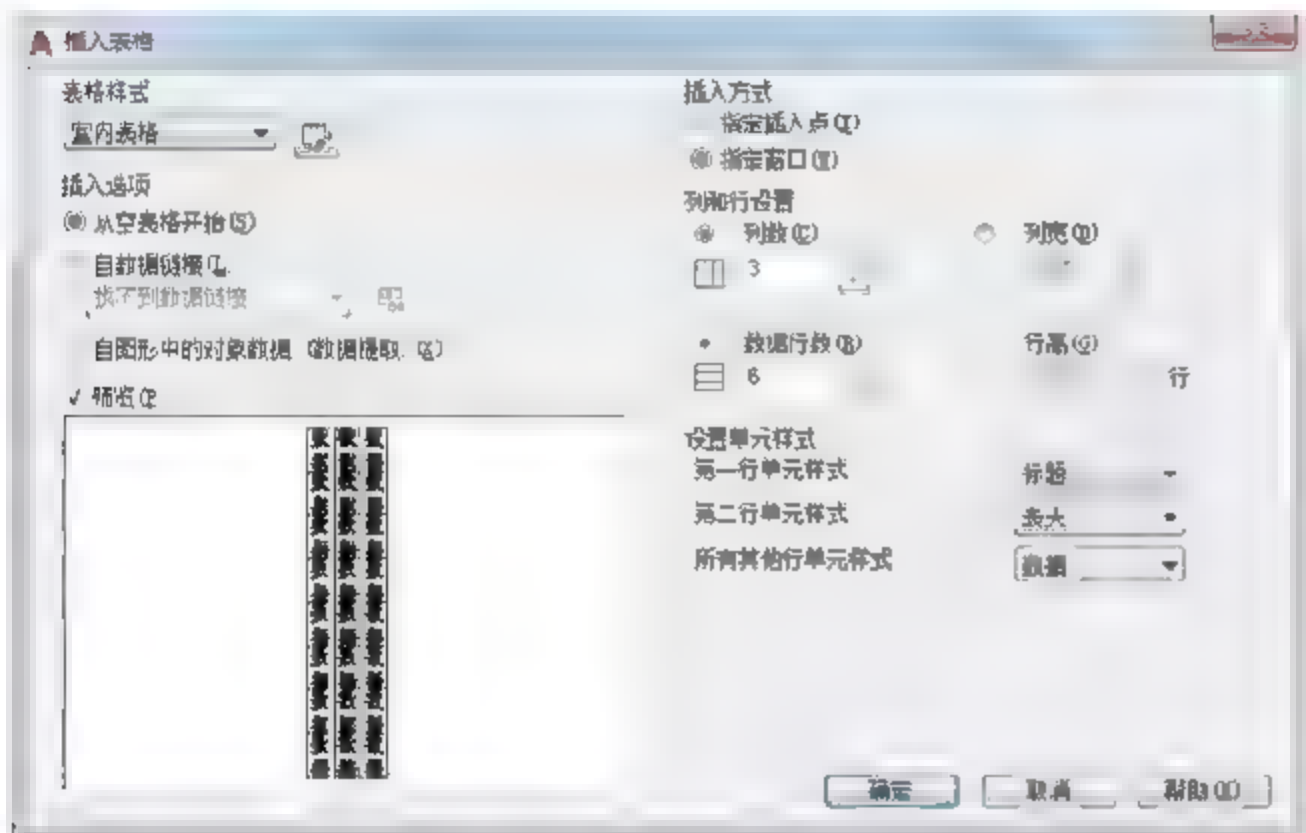 插入表格
表格样式
室内表格
插入选项
从空表格开始(S)
自数据链接(L)
找不到数据链接
自图形中的对象数据(数据提取)(X)
预览(P)
插入方式
指定插入点(I)
指定窗口(W)
列和行设置
列数(C)
列宽(D)
3
数据行数(R)
行高(G)
6
行
设置单元样式
第一行单元样式
标题
第二行单元样式
表头
所有其他行单元样式
数据
确定
取消
帮助(H)